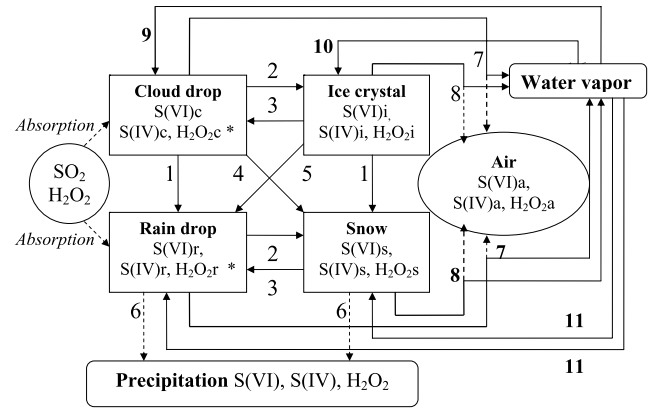 9
10
7
2
8
Water vapor
Cloud drop
S(VI)c
S(IV)c, H₂O₂c *
3
Ice crystal
S(VI)i,
S(IV)i, H₂O₂i
Absorption
SO₂
H₂O₂
Absorption
1
4
5
1
Air
S(VI)a,
S(IV)a, H₂O₂a
Rain drop
S(VI)r,
S(IV)r, H₂O₂r *
2
3
Snow
S(VI)s,
S(IV)s, H₂O₂s
7
8
6
6
11
11
Precipitation S(VI), S(IV), H₂O₂